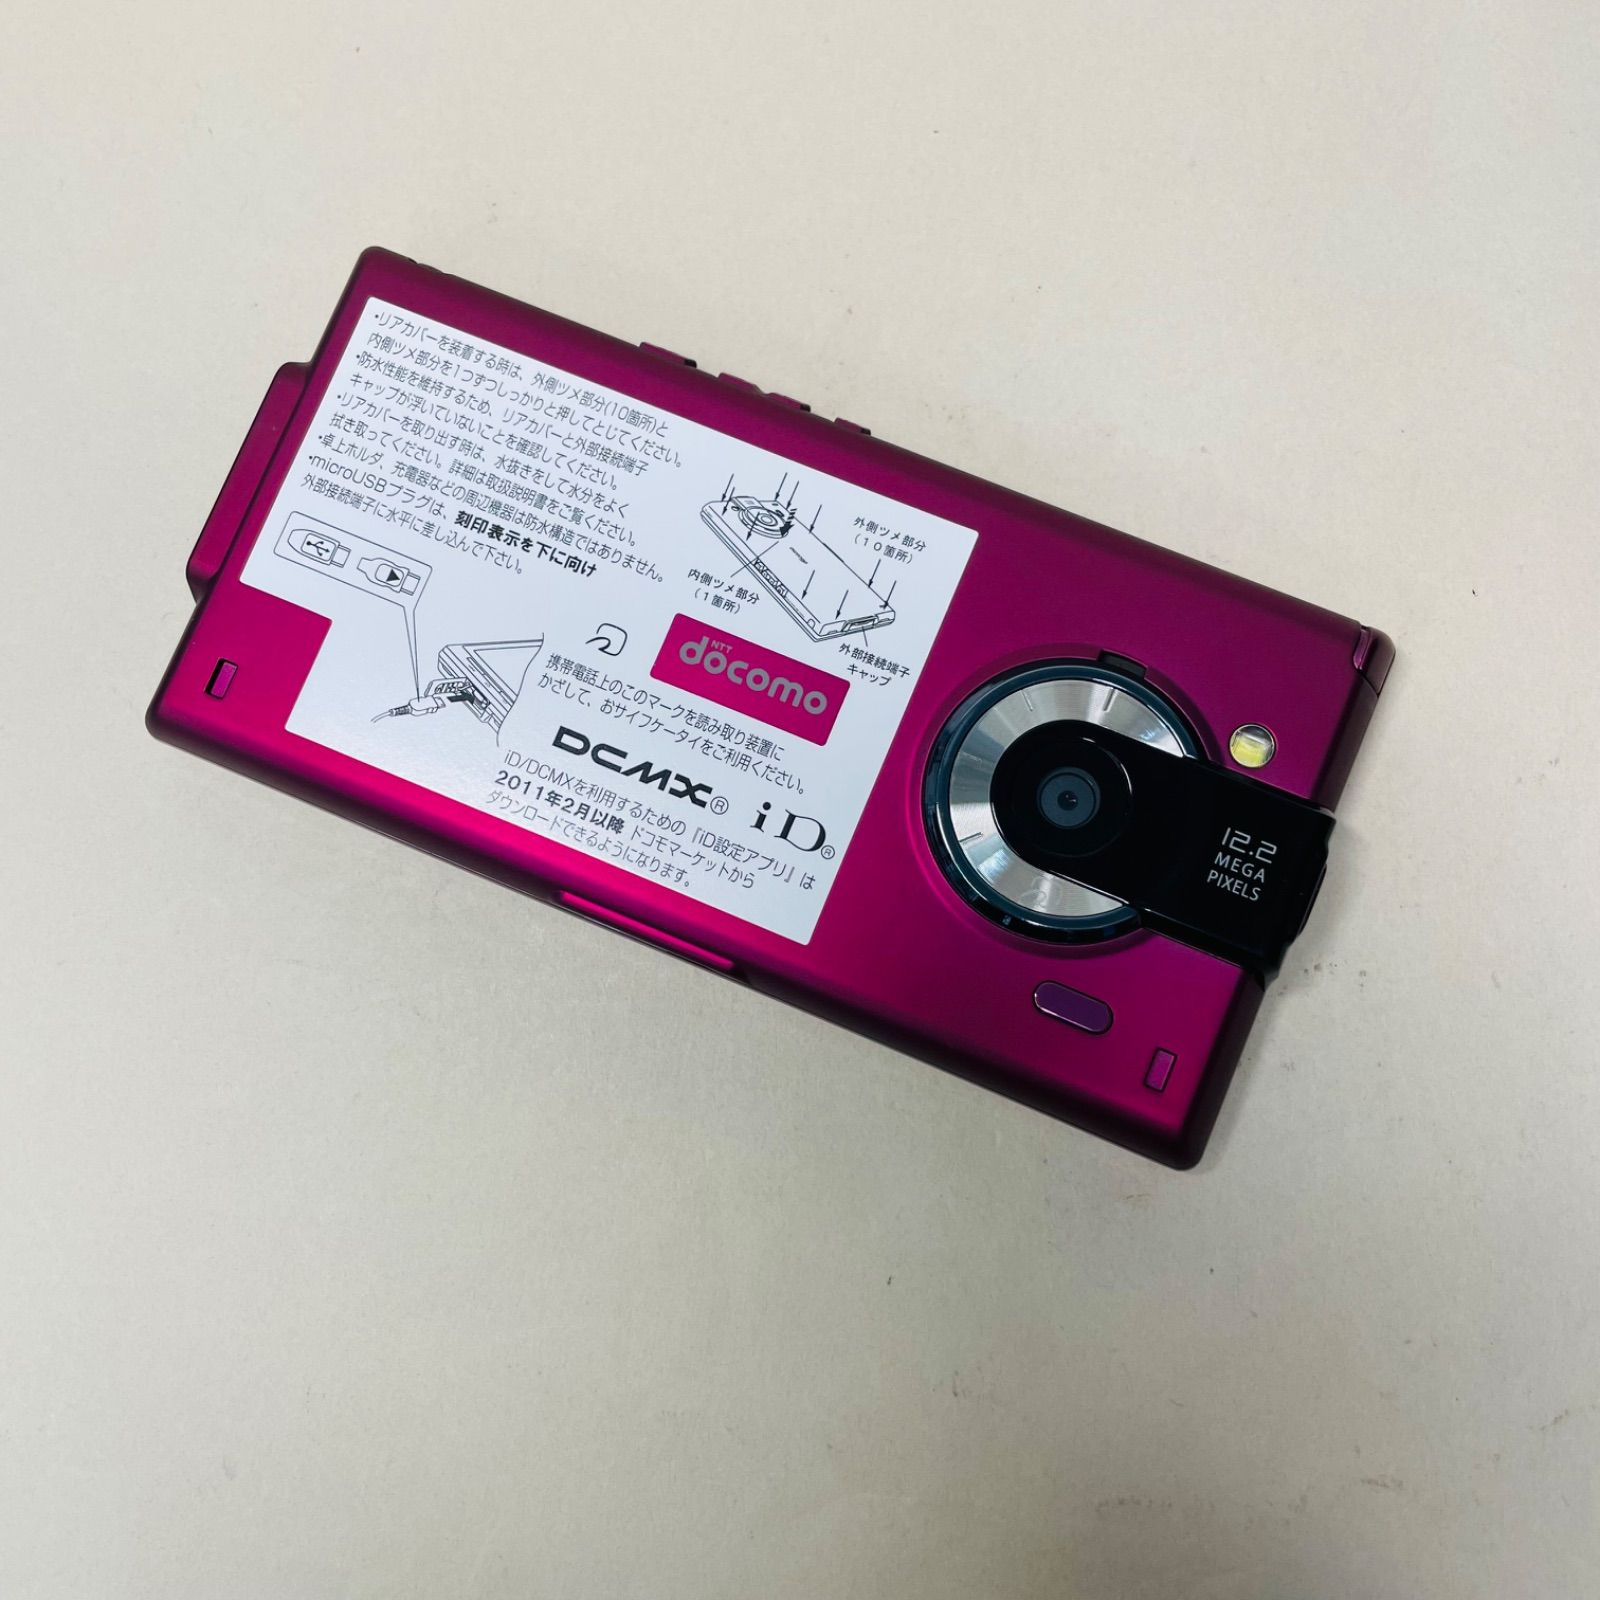 ・リアカバーを装着する時は、外側ツメ部分(10箇所)と
内側ツメ部分を1つずつしっかりと押してとじてください。
・防水性能を維持するため、リアカバーと外部接続端子
キャップが浮いていないことを確認してください。
・リアカバーを取り出す時は、水抜きをして水分をよく
拭き取ってください。詳細は取扱説明書をご覧ください。
・卓上ホルダ、充電器などの周辺機器は防水構造ではありません。
・microUSBプラグは、刻印表示を下に向け
外部接続端子に水平に差し込んで下さい。
外側ツメ部分
(10箇所)
内側ツメ部分
(1箇所)
外部接続端子
キャップ
NTT
docomo
携帯電話上のこのマークを読み取り装置に
かざして、おサイフケータイをご利用ください。
DCMX®
iD®
iD/DCMXを利用するための『iD設定アプリ』は
2011年2月以降 ドコモマーケットから
ダウンロードできるようになります。
12.2
MEGA
PIXELS